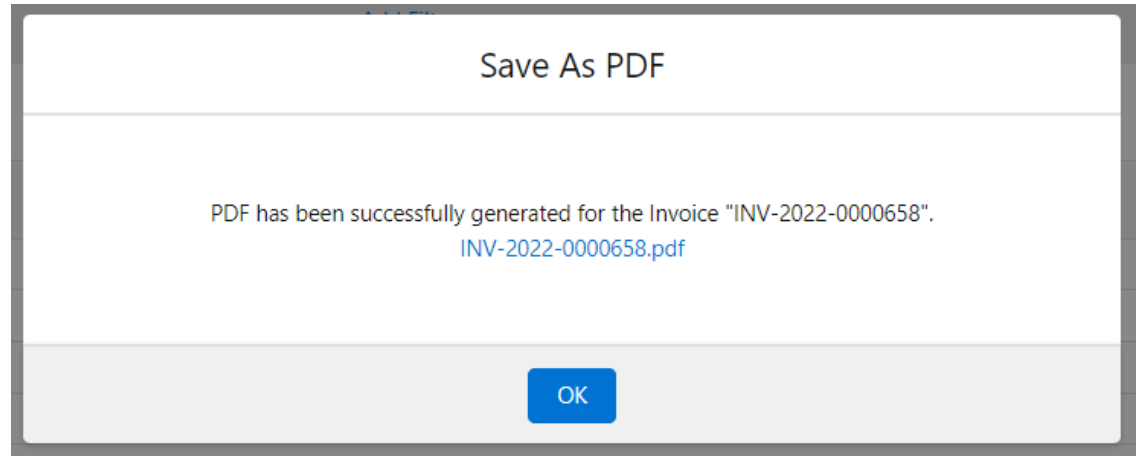 Save As PDF
PDF has been successfully generated for the Invoice "INV-2022-0000658".
INV-2022-0000658.pdf
OK